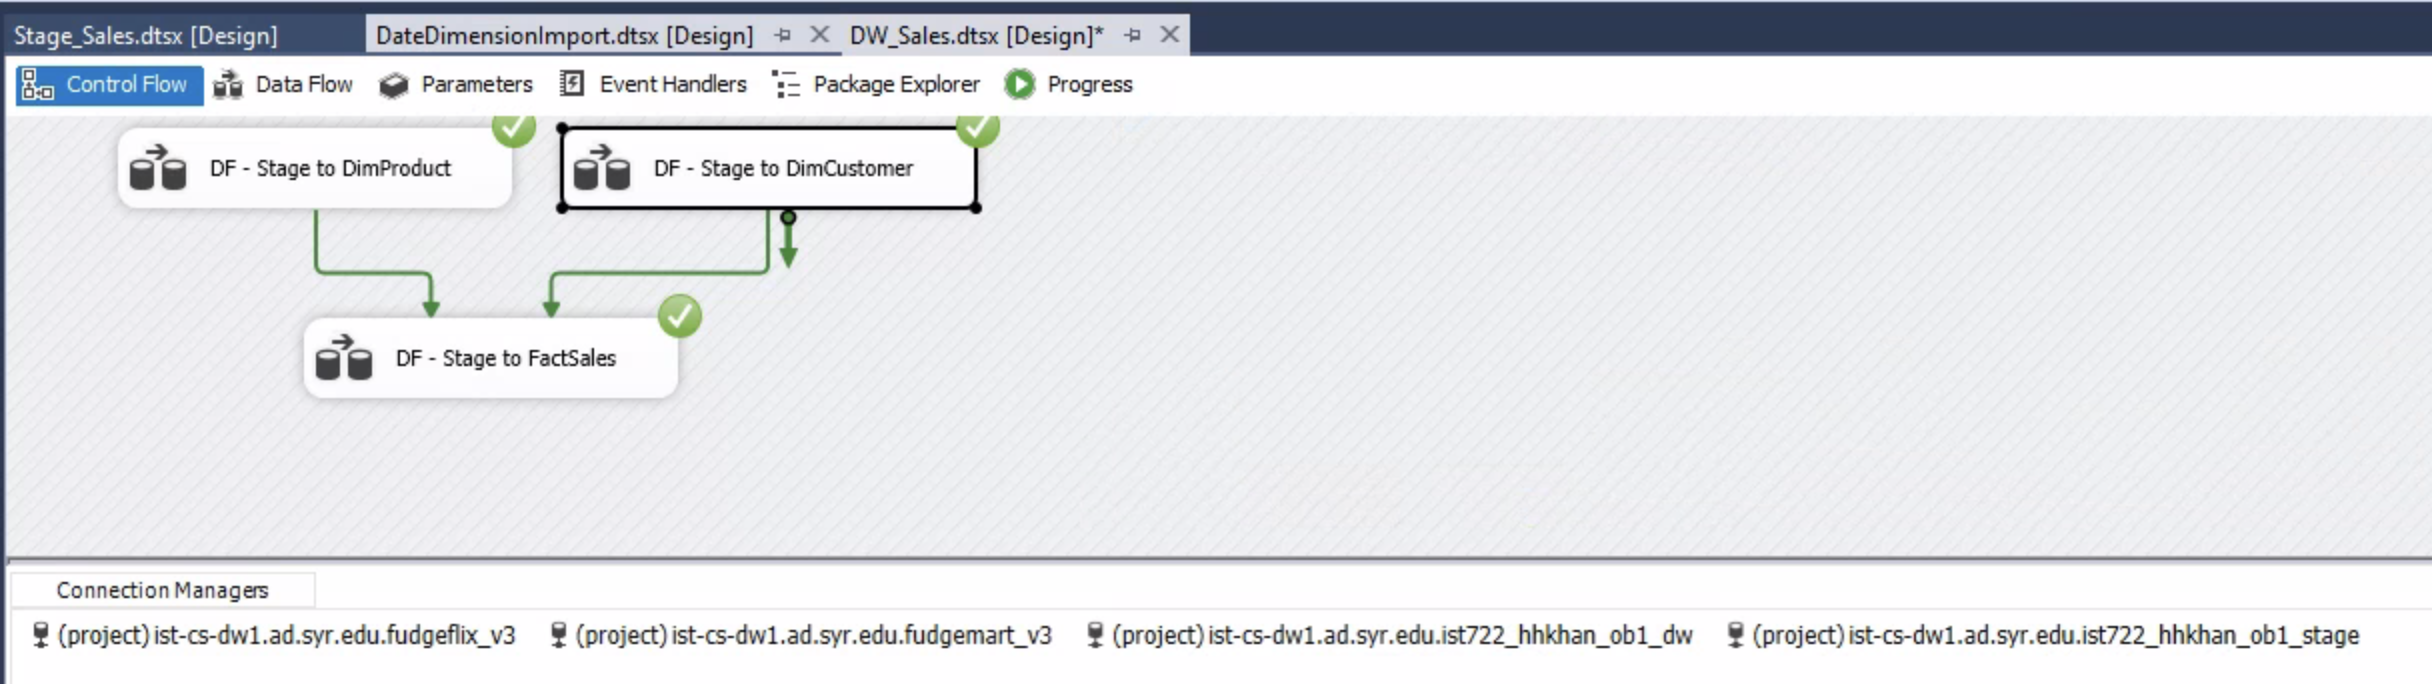 Stage_Sales.dtsx [Design] DateDimensionImport.dtsx [Design] DW_Sales.dtsx [Design]*
Control Flow Data Flow Parameters Event Handlers Package Explorer Progress
DF - Stage to DimProduct DF - Stage to DimCustomer
DF - Stage to FactSales
Connection Managers
(project) ist-cs-dw1.ad.syr.edu.fudgeflix_v3 (project) ist-cs-dw1.ad.syr.edu.fudgemart_v3 (project) ist-cs-dw1.ad.syr.edu.ist722_hhkhan_ob1_dw (project) ist-cs-dw1.ad.syr.edu.ist722_hhkhan_ob1_stage